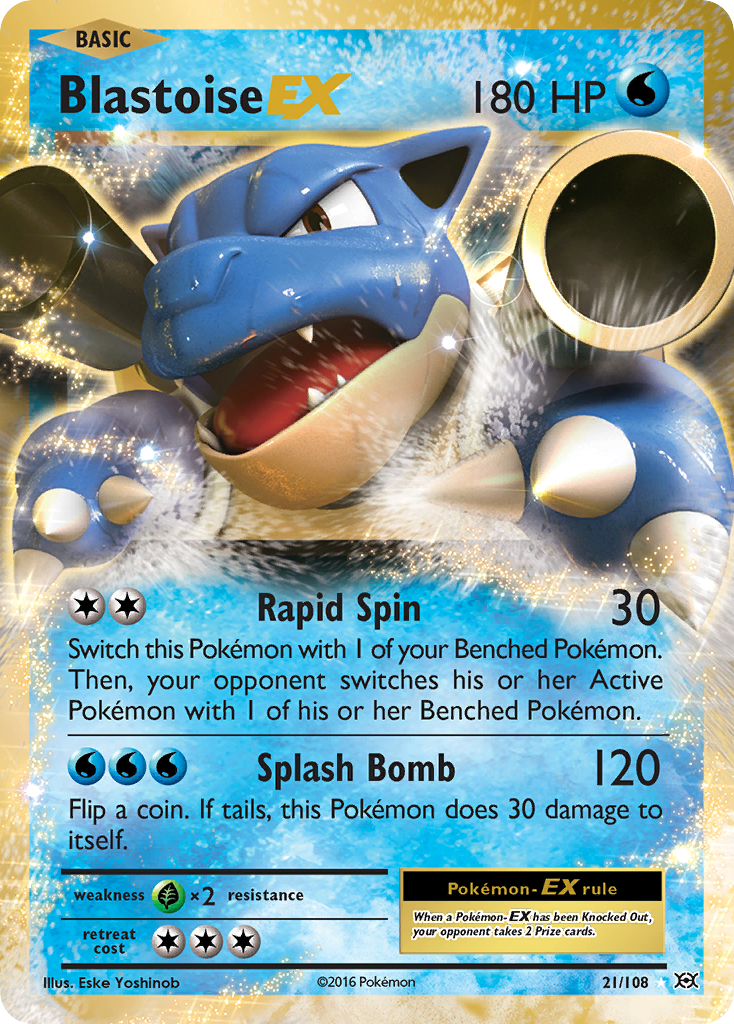 BASIC
Blastoise EX 180 HP
Rapid Spin 30
Switch this Pokémon with 1 of your Benched Pokémon.
Then, your opponent switches his or her Active
Pokémon with 1 of his or her Benched Pokémon.
Splash Bomb 120
Flip a coin. If tails, this Pokémon does 30 damage to
itself.
weakness ×2 resistance
retreat
cost
Pokémon-EX rule
When a Pokémon-EX has been Knocked Out,
your opponent takes 2 Prize cards.
Illus. Eske Yoshinob ©2016 Pokémon 21/108